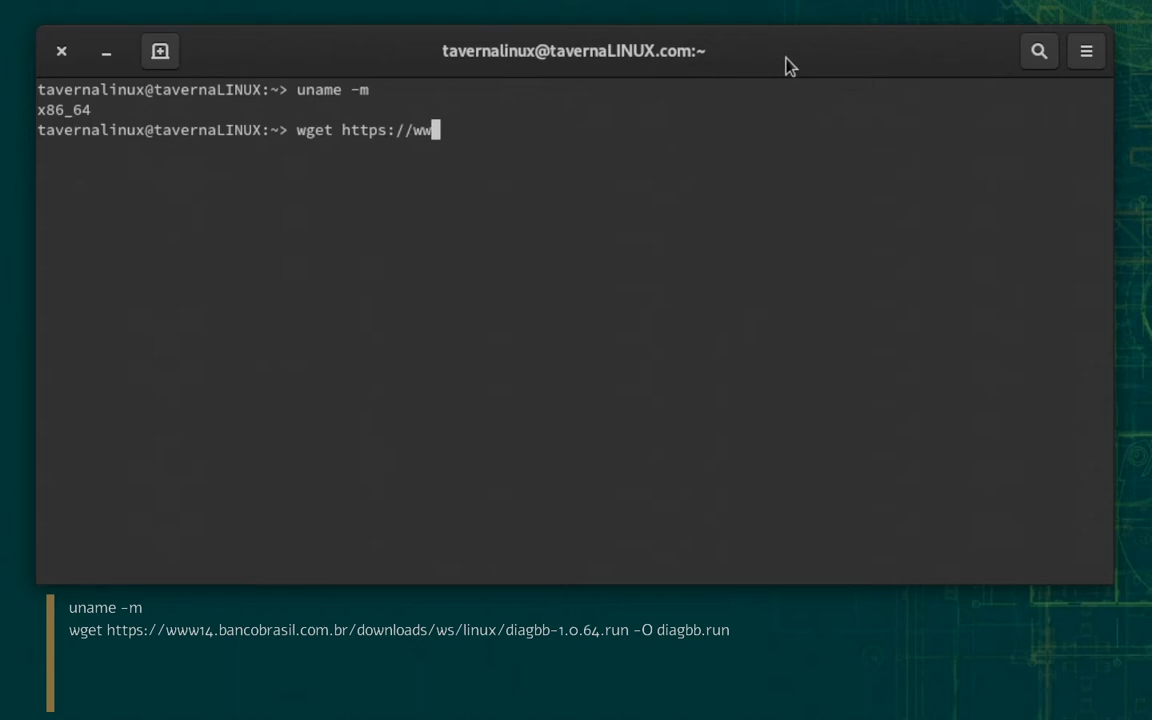 tavernalinux@tavernaLINUX.com:~
tavernalinux@tavernaLINUX:~> uname -m
x86_64
tavernalinux@tavernaLINUX:~> wget https://ww
uname -m
wget https://www14.bancobrasil.com.br/downloads/ws/linux/diagbb-1.0.64.run -O diagbb.run